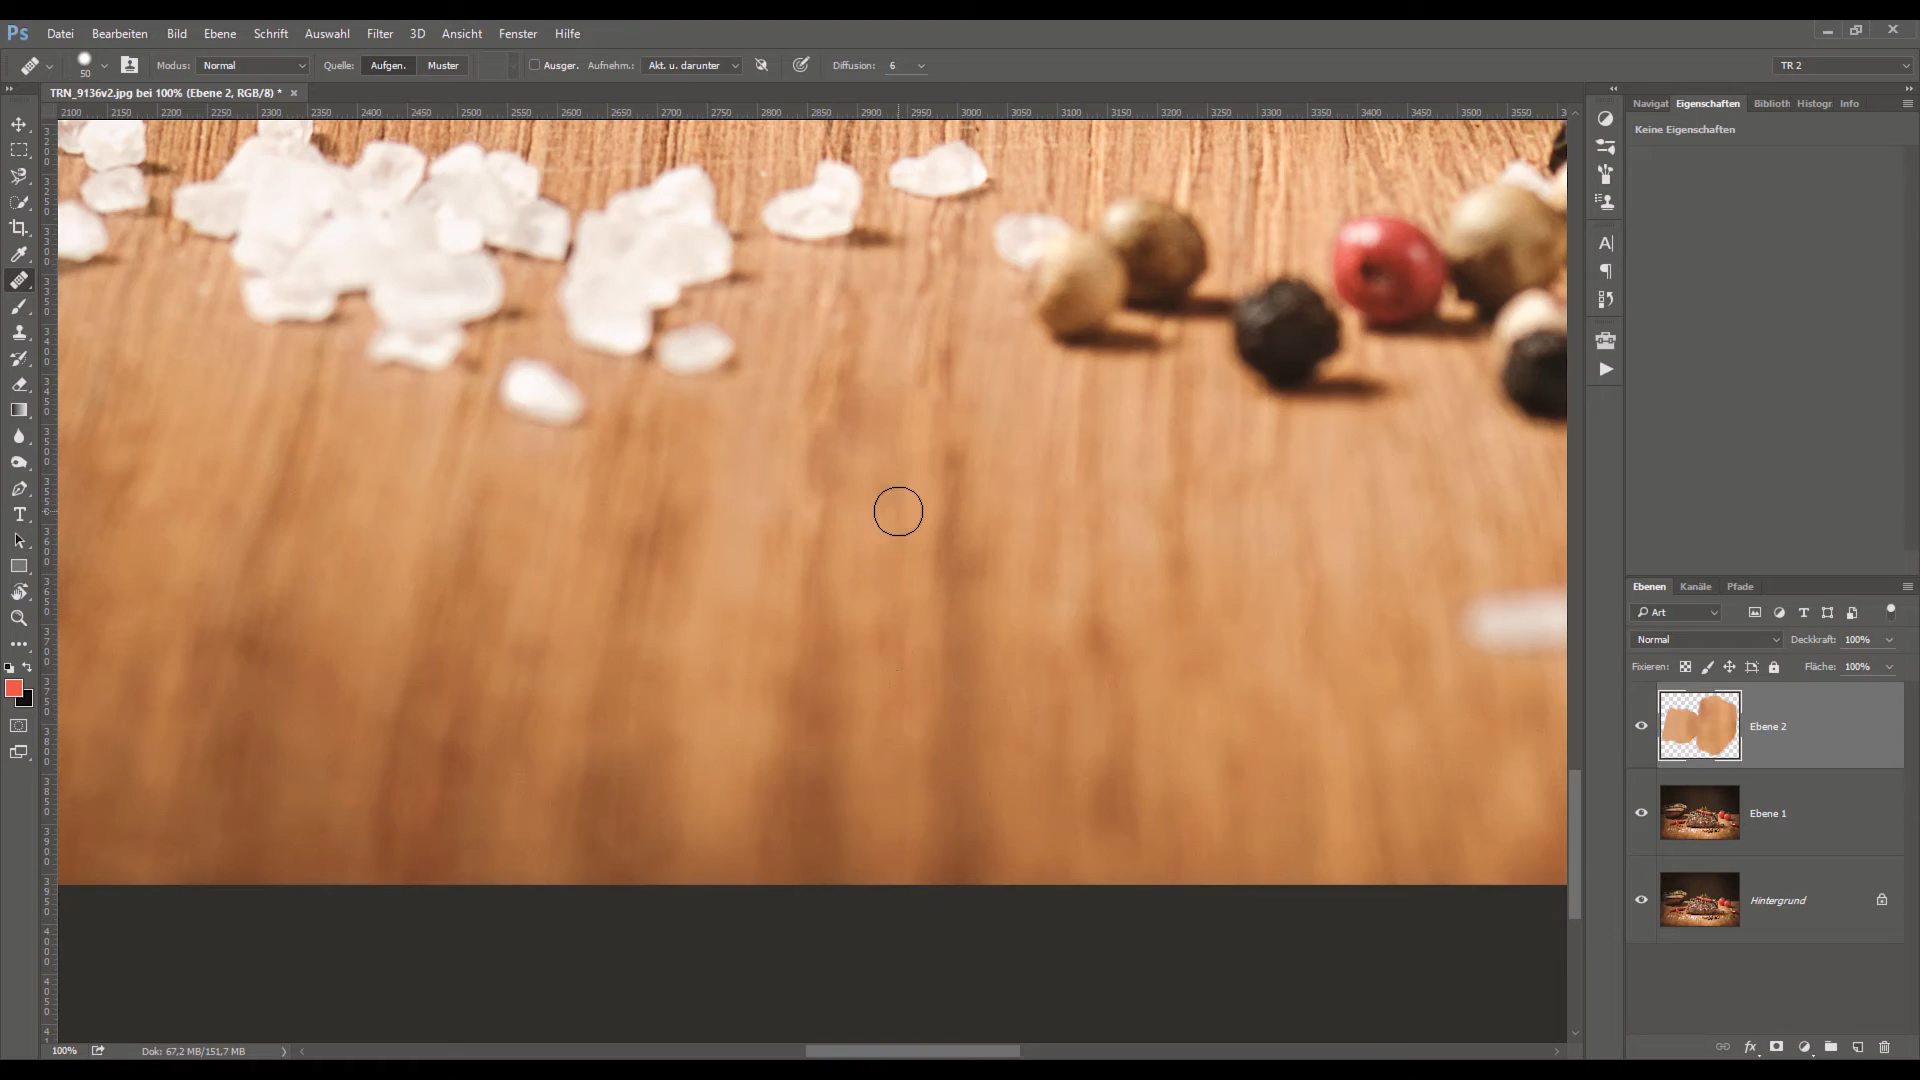 Ps Datei Bearbeiten Bild Ebene Schrift Auswahl Filter 3D Ansicht Fenster Hilfe
50 Modus: Normal Quelle: Aufgen. Muster Ausger. Aufnehm.: Akt. u. darunter Diffusion: 6 TR 2
TRN_9136v2.jpg bei 100% (Ebene 2, RGB/8) *
2100 2150 2200 2250 2300 2350 2400 2450 2500 2550 2600 2650 2700 2750 2800 2850 2900 2950 3000 3050 3100 3150 3200 3250 3300 3350 3400 3450 3500 3550
Navigat Eigenschaften Biblioth Histogr Info
Keine Eigenschaften
Ebenen Kanäle Pfade
Art
Normal Deckkraft: 100%
Fixieren: Fläche: 100%
Ebene 2
Ebene 1
Hintergrund
100% Dok: 67,2 MB/151,7 MB
fx